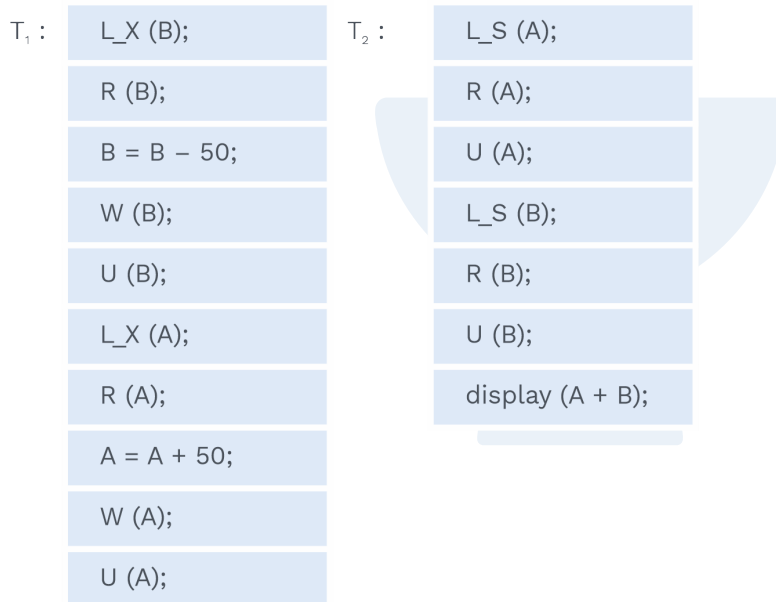 T₁ :
L_X (B);
R (B);
B = B – 50;
W (B);
U (B);
L_X (A);
R (A);
A = A + 50;
W (A);
U (A);
T₂ :
L_S (A);
R (A);
U (A);
L_S (B);
R (B);
U (B);
display (A + B);